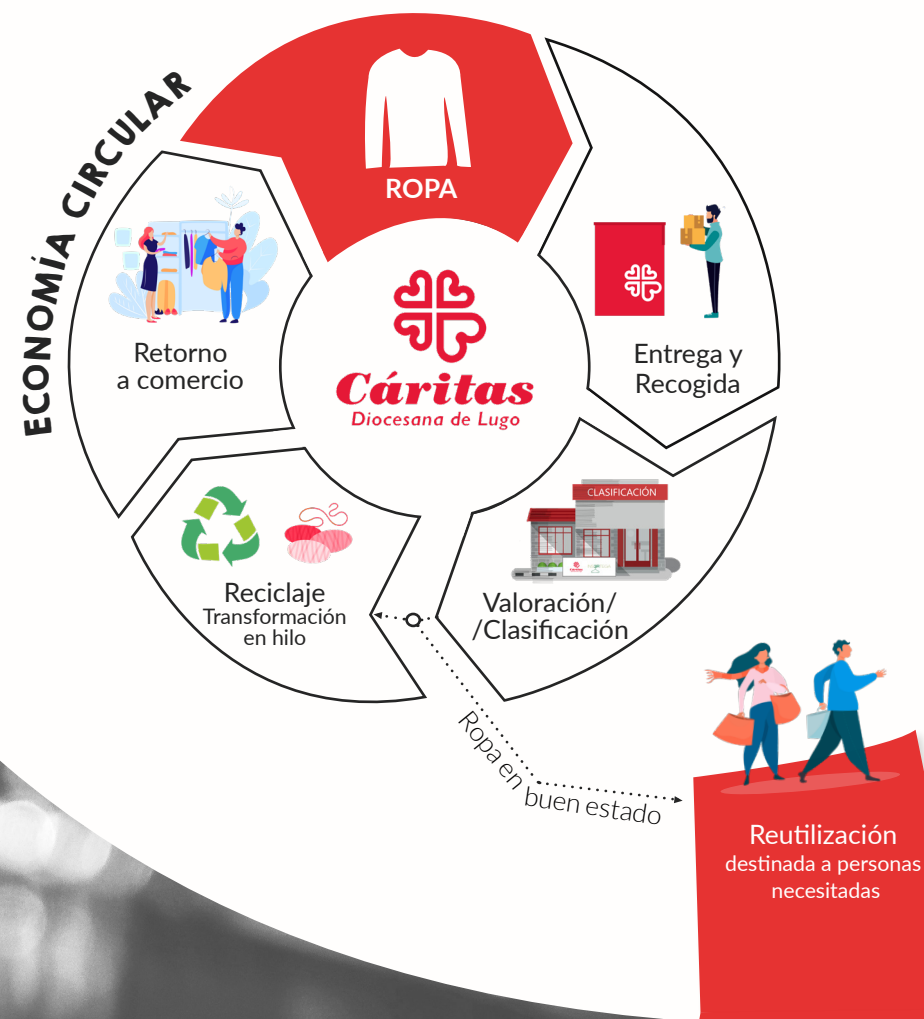 ECONOMÍA CIRCULAR
ROPA
Entrega y
Recogida
CLASIFICACIÓN
Valoración/
/Clasificación
Reciclaje
Transformación
en hilo
Retorno
a comercio
Cáritas
Diocesana de Lugo
Ropa en
buen estado
Reutilización
destinada a personas
necesitadas